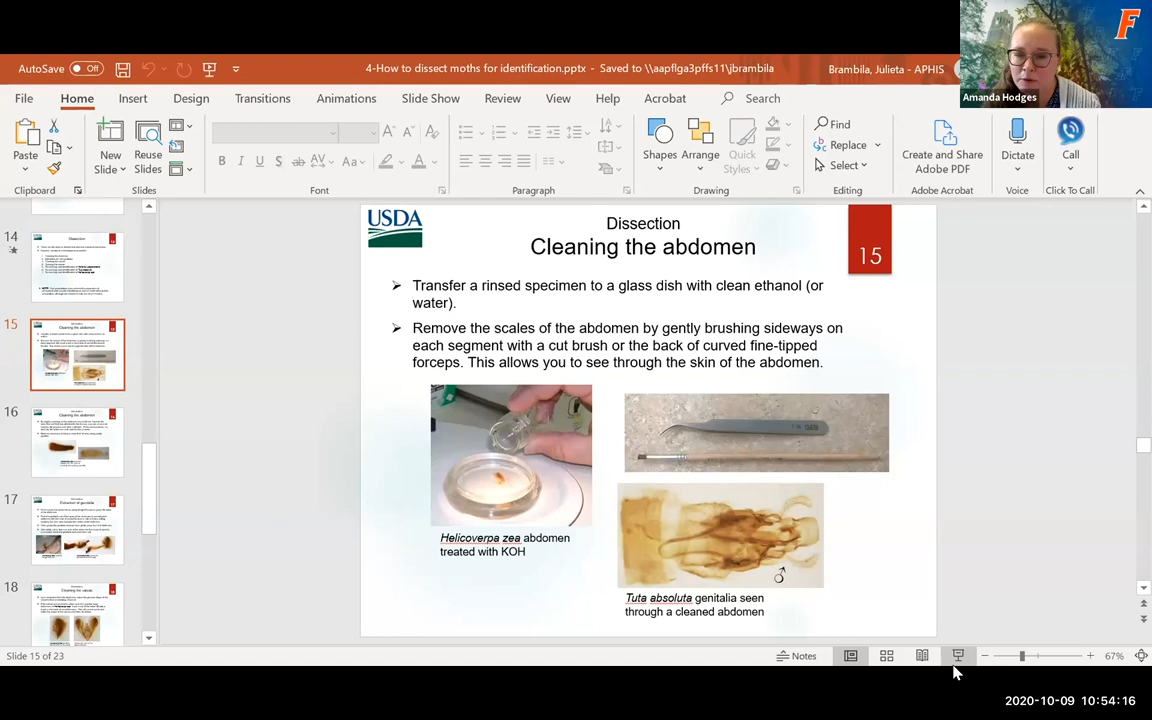 F
Amanda Hodges
AutoSave Off 4-How to dissect moths for identification.pptx - Saved to \\aapflga3pffs11\jbrambila Brambila, Julieta - APHIS
File Home Insert Design Transitions Animations Slide Show Review View Help Acrobat Search
Paste
New
Slide
Reuse
Slides
Shapes Arrange Quick
Styles
Find
Replace
Select
Create and Share
Adobe PDF
Dictate
Call
Clipboard Slides Font Paragraph Drawing Editing Adobe Acrobat Voice Click To Call
14
15
16
17
18
USDA
Dissection
Cleaning the abdomen
15
Transfer a rinsed specimen to a glass dish with clean ethanol (or
water).
Remove the scales of the abdomen by gently brushing sideways on
each segment with a cut brush or the back of curved fine-tipped
forceps. This allows you to see through the skin of the abdomen.
Helicoverpa zea abdomen
treated with KOH
♂
Tuta absoluta genitalia seen
through a cleaned abdomen
Slide 15 of 23 Notes 67%
2020-10-09 10:54:16